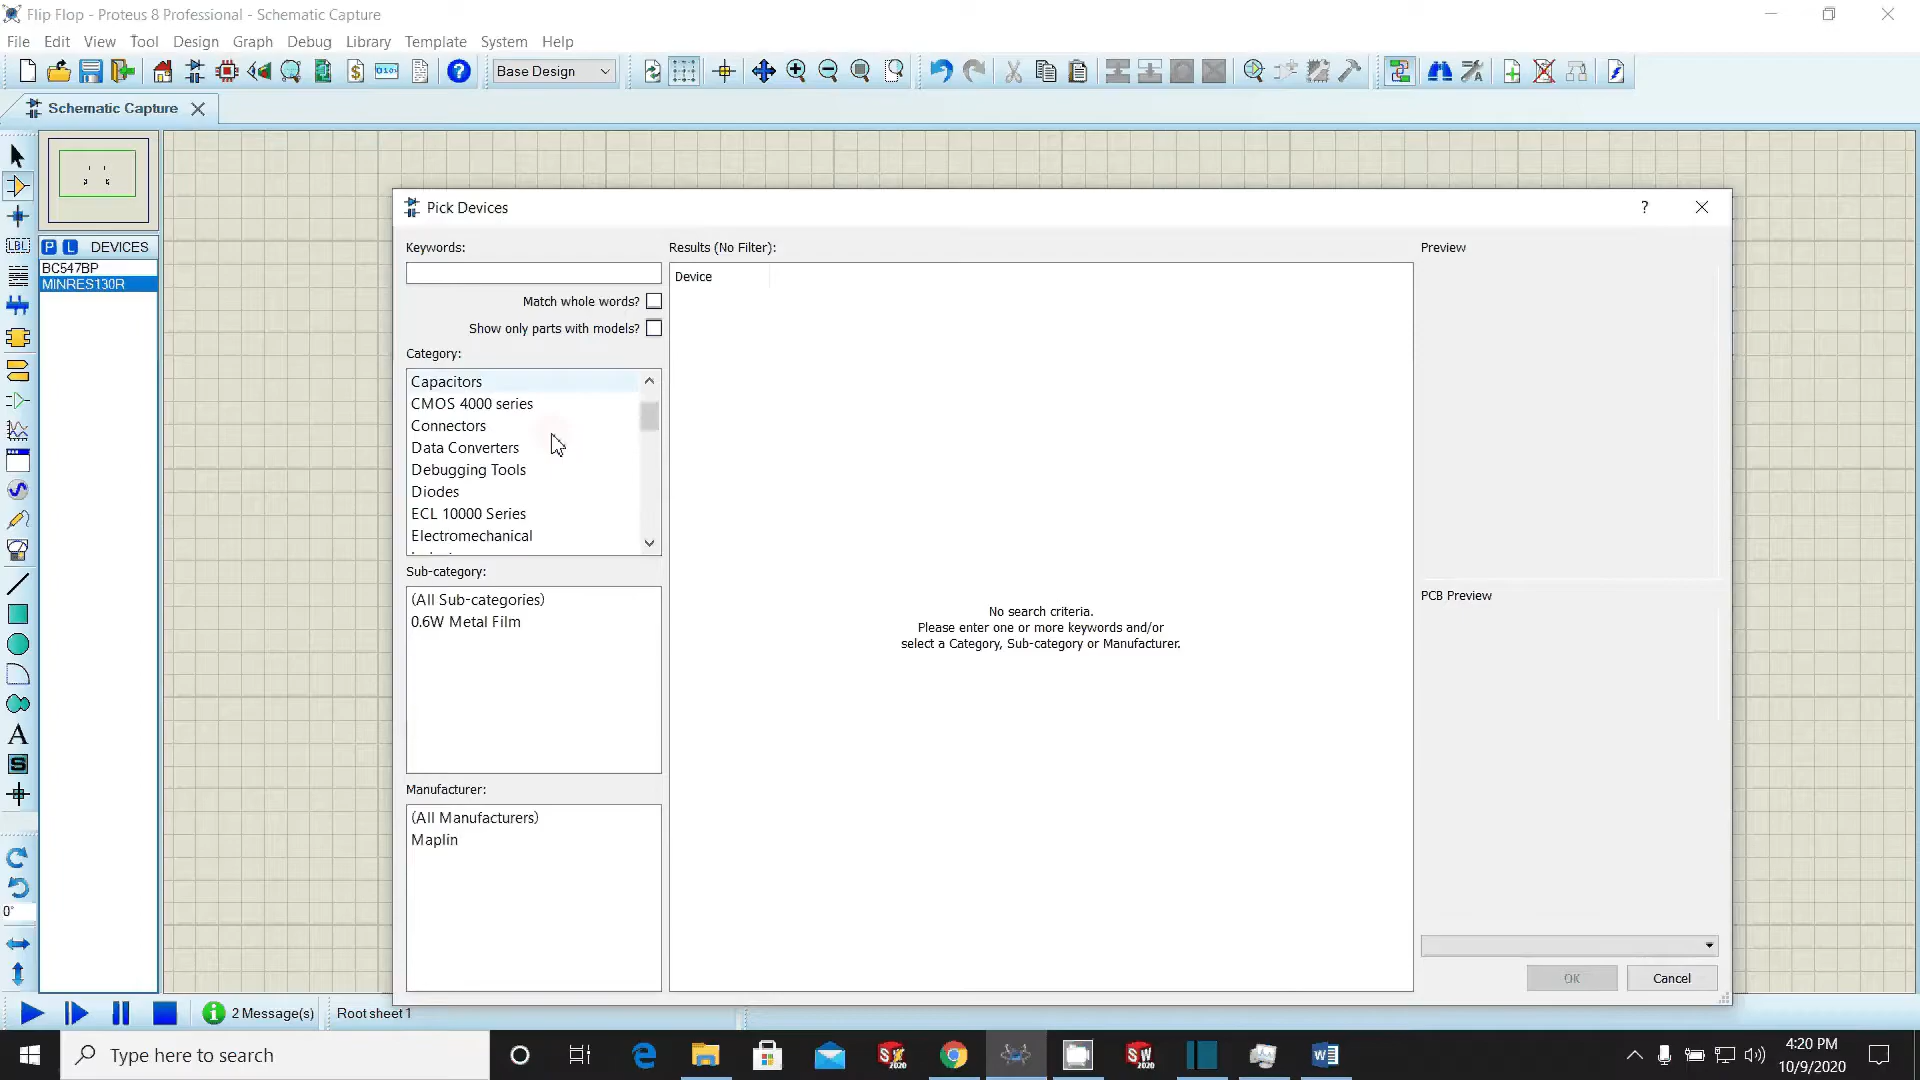 Flip Flop - Proteus 8 Professional - Schematic Capture
File Edit View Tool Design Graph Debug Library Template System Help
Base Design
Schematic Capture
P L DEVICES
BC547BP
MINRES130R
LBL
A
S
0°
Pick Devices
Keywords:
Match whole words?
Show only parts with models?
Category:
Capacitors
CMOS 4000 series
Connectors
Data Converters
Debugging Tools
Diodes
ECL 10000 Series
Electromechanical
Sub-category:
(All Sub-categories)
0.6W Metal Film
Manufacturer:
(All Manufacturers)
Maplin
Results (No Filter):
Device
No search criteria.
Please enter one or more keywords and/or
select a Category, Sub-category or Manufacturer.
Preview
PCB Preview
OK Cancel
2 Message(s) Root sheet 1
Type here to search
4:20 PM
10/9/2020